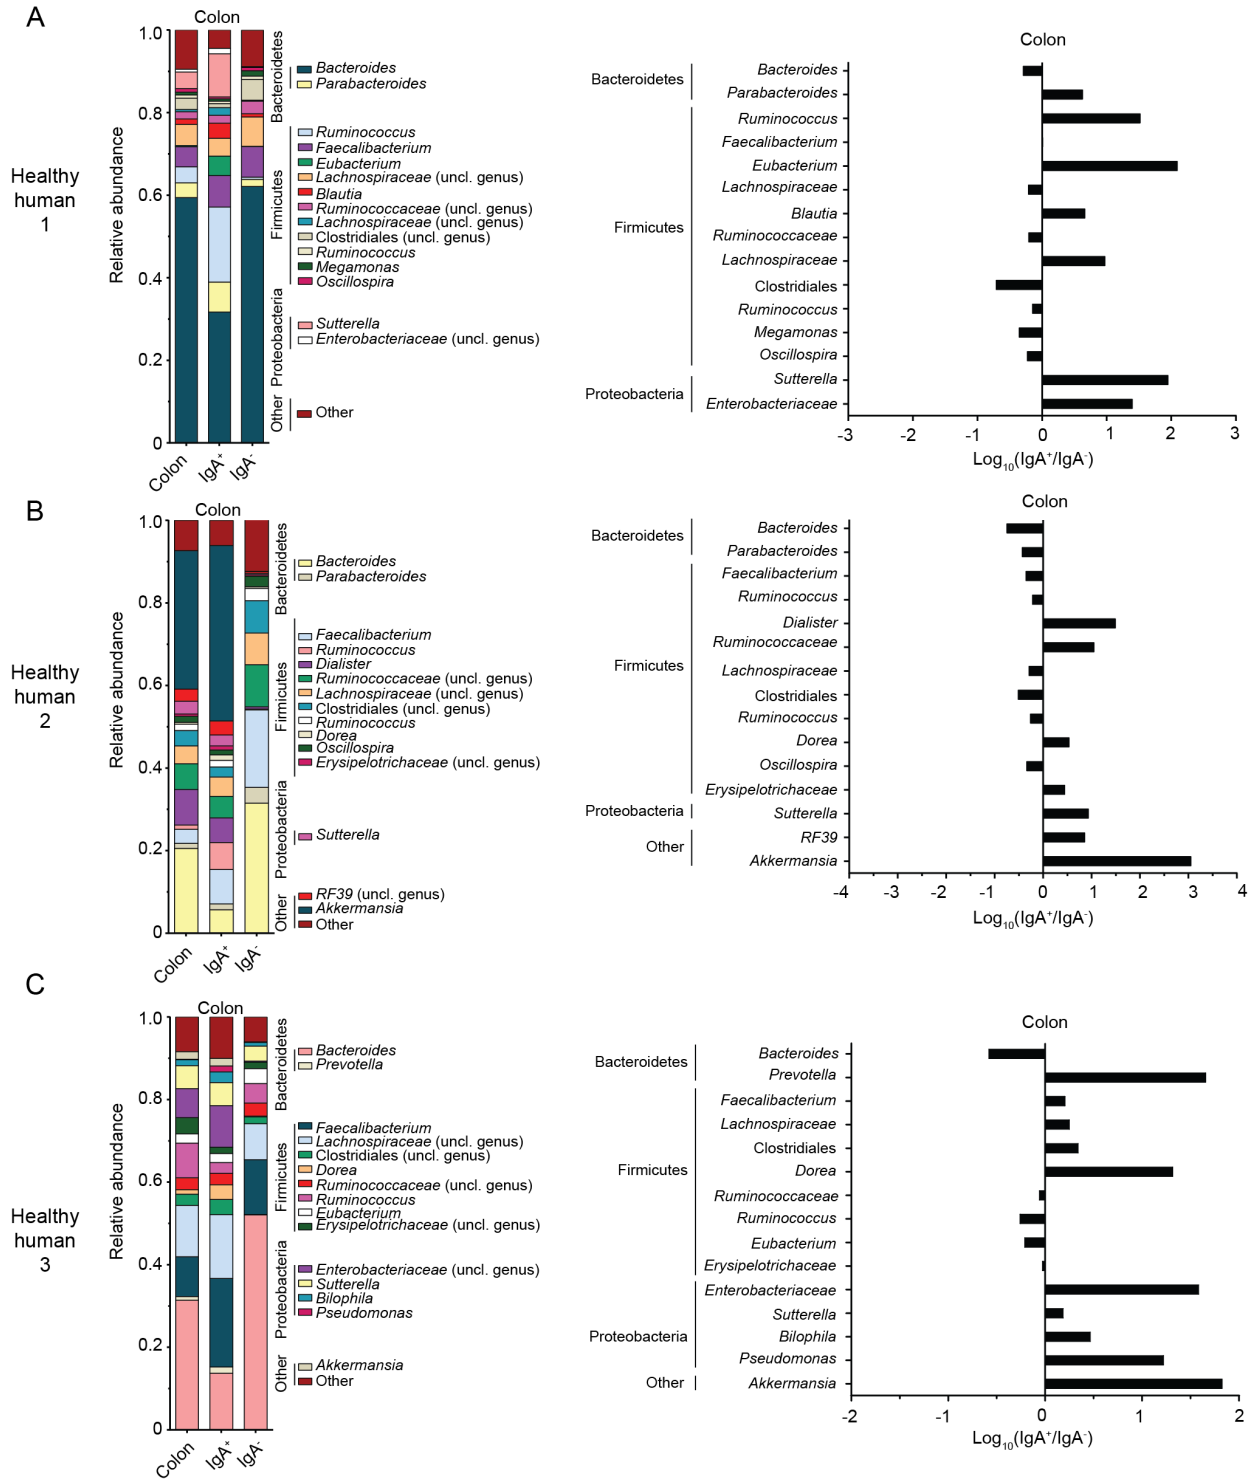 A
Colon
Healthy
human
1
Relative abundance
1.0
0.8
0.6
0.4
0.2
0
Colon
IgA+
IgA-
Bacteroidetes
Bacteroides
Parabacteroides
Firmicutes
Ruminococcus
Faecalibacterium
Eubacterium
Lachnospiraceae (uncl. genus)
Blautia
Ruminococcaceae (uncl. genus)
Lachnospiraceae (uncl. genus)
Clostridiales (uncl. genus)
Ruminococcus
Megamonas
Oscillospira
Proteobacteria
Sutterella
Enterobacteriaceae (uncl. genus)
Other
Other
Colon
Bacteroidetes
Bacteroides
Parabacteroides
Firmicutes
Ruminococcus
Faecalibacterium
Eubacterium
Lachnospiraceae
Blautia
Ruminococcaceae
Lachnospiraceae
Clostridiales
Ruminococcus
Megamonas
Oscillospira
Proteobacteria
Sutterella
Enterobacteriaceae
-3 -2 -1 0 1 2 3
Log10(IgA+/IgA-)
B
Colon
Healthy
human
2
Relative abundance
1.0
0.8
0.6
0.4
0.2
0
Colon
IgA+
IgA-
Bacteroidetes
Bacteroides
Parabacteroides
Firmicutes
Faecalibacterium
Ruminococcus
Dialister
Ruminococcaceae (uncl. genus)
Lachnospiraceae (uncl. genus)
Clostridiales (uncl. genus)
Ruminococcus
Dorea
Oscillospira
Erysipelotrichaceae (uncl. genus)
Proteobacteria
Sutterella
Other
RF39 (uncl. genus)
Akkermansia
Other
Colon
Bacteroidetes
Bacteroides
Parabacteroides
Firmicutes
Faecalibacterium
Ruminococcus
Dialister
Ruminococcaceae
Lachnospiraceae
Clostridiales
Ruminococcus
Dorea
Oscillospira
Erysipelotrichaceae
Proteobacteria
Sutterella
Other
RF39
Akkermansia
-4 -3 -2 -1 0 1 2 3 4
Log10(IgA+/IgA-)
C
Colon
Healthy
human
3
Relative abundance
1.0
0.8
0.6
0.4
0.2
0
Colon
IgA+
IgA-
Bacteroidetes
Bacteroides
Prevotella
Firmicutes
Faecalibacterium
Lachnospiraceae (uncl. genus)
Clostridiales (uncl. genus)
Dorea
Ruminococcaceae (uncl. genus)
Ruminococcus
Eubacterium
Erysipelotrichaceae (uncl. genus)
Proteobacteria
Enterobacteriaceae (uncl. genus)
Sutterella
Bilophila
Pseudomonas
Other
Akkermansia
Other
Colon
Bacteroidetes
Bacteroides
Prevotella
Firmicutes
Faecalibacterium
Lachnospiraceae
Clostridiales
Dorea
Ruminococcaceae
Ruminococcus
Eubacterium
Erysipelotrichaceae
Proteobacteria
Enterobacteriaceae
Sutterella
Bilophila
Pseudomonas
Other
Akkermansia
-2 -1 0 1 2
Log10(IgA+/IgA-)